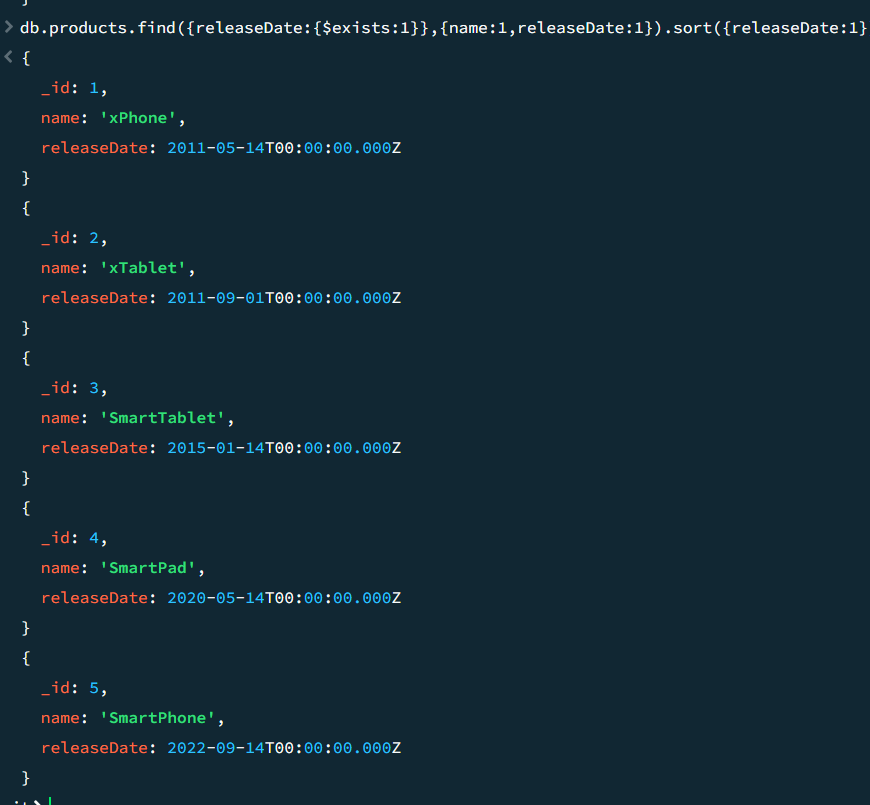 }
> db.products.find({releaseDate:{$exists:1}},{name:1,releaseDate:1}).sort({releaseDate:1}
< {
_id: 1,
name: 'xPhone',
releaseDate: 2011-05-14T00:00:00.000Z
}
{
_id: 2,
name: 'xTablet',
releaseDate: 2011-09-01T00:00:00.000Z
}
{
_id: 3,
name: 'SmartTablet',
releaseDate: 2015-01-14T00:00:00.000Z
}
{
_id: 4,
name: 'SmartPad',
releaseDate: 2020-05-14T00:00:00.000Z
}
{
_id: 5,
name: 'SmartPhone',
releaseDate: 2022-09-14T00:00:00.000Z
}